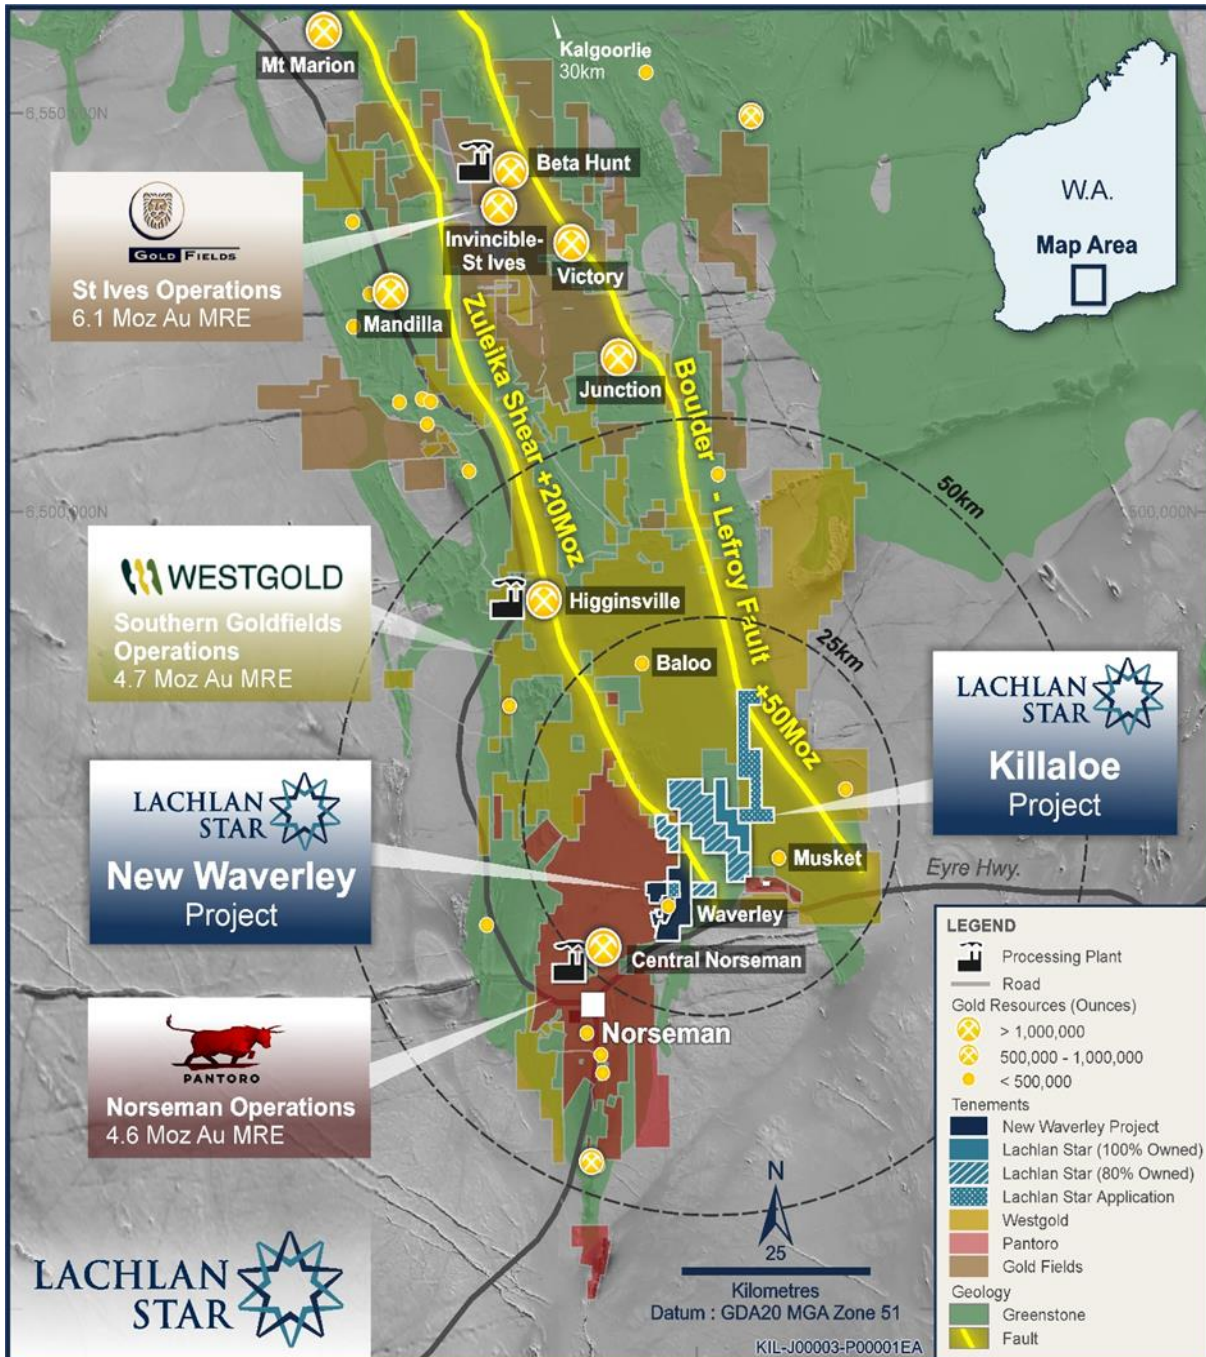 Kalgoorlie
30km
Mt Marion
6,550,000N
Beta Hunt
W.A.
Map Area
GOLD FIELDS
St Ives Operations
6.1 Moz Au MRE
Invincible-
St Ives
Victory
Mandilla
Junction
Zuleika Shear +20Moz
Boulder - Lefroy Fault +50Moz
50km
6,500,000N
500,000N
WESTGOLD
Southern Goldfields
Operations
4.7 Moz Au MRE
Higginsville
25km
Baloo
LACHLAN
STAR
Killaloe
Project
LACHLAN
STAR
New Waverley
Project
Musket
Eyre Hwy.
Waverley
Central Norseman
Norseman
PANTORO
Norseman Operations
4.6 Moz Au MRE
LEGEND
Processing Plant
Road
Gold Resources (Ounces)
> 1,000,000
500,000 - 1,000,000
< 500,000
Tenements
New Waverley Project
Lachlan Star (100% Owned)
Lachlan Star (80% Owned)
Lachlan Star Application
Westgold
Pantoro
Gold Fields
Geology
Greenstone
Fault
N
25
Kilometres
Datum : GDA20 MGA Zone 51
KIL-J00003-P00001EA
LACHLAN
STAR